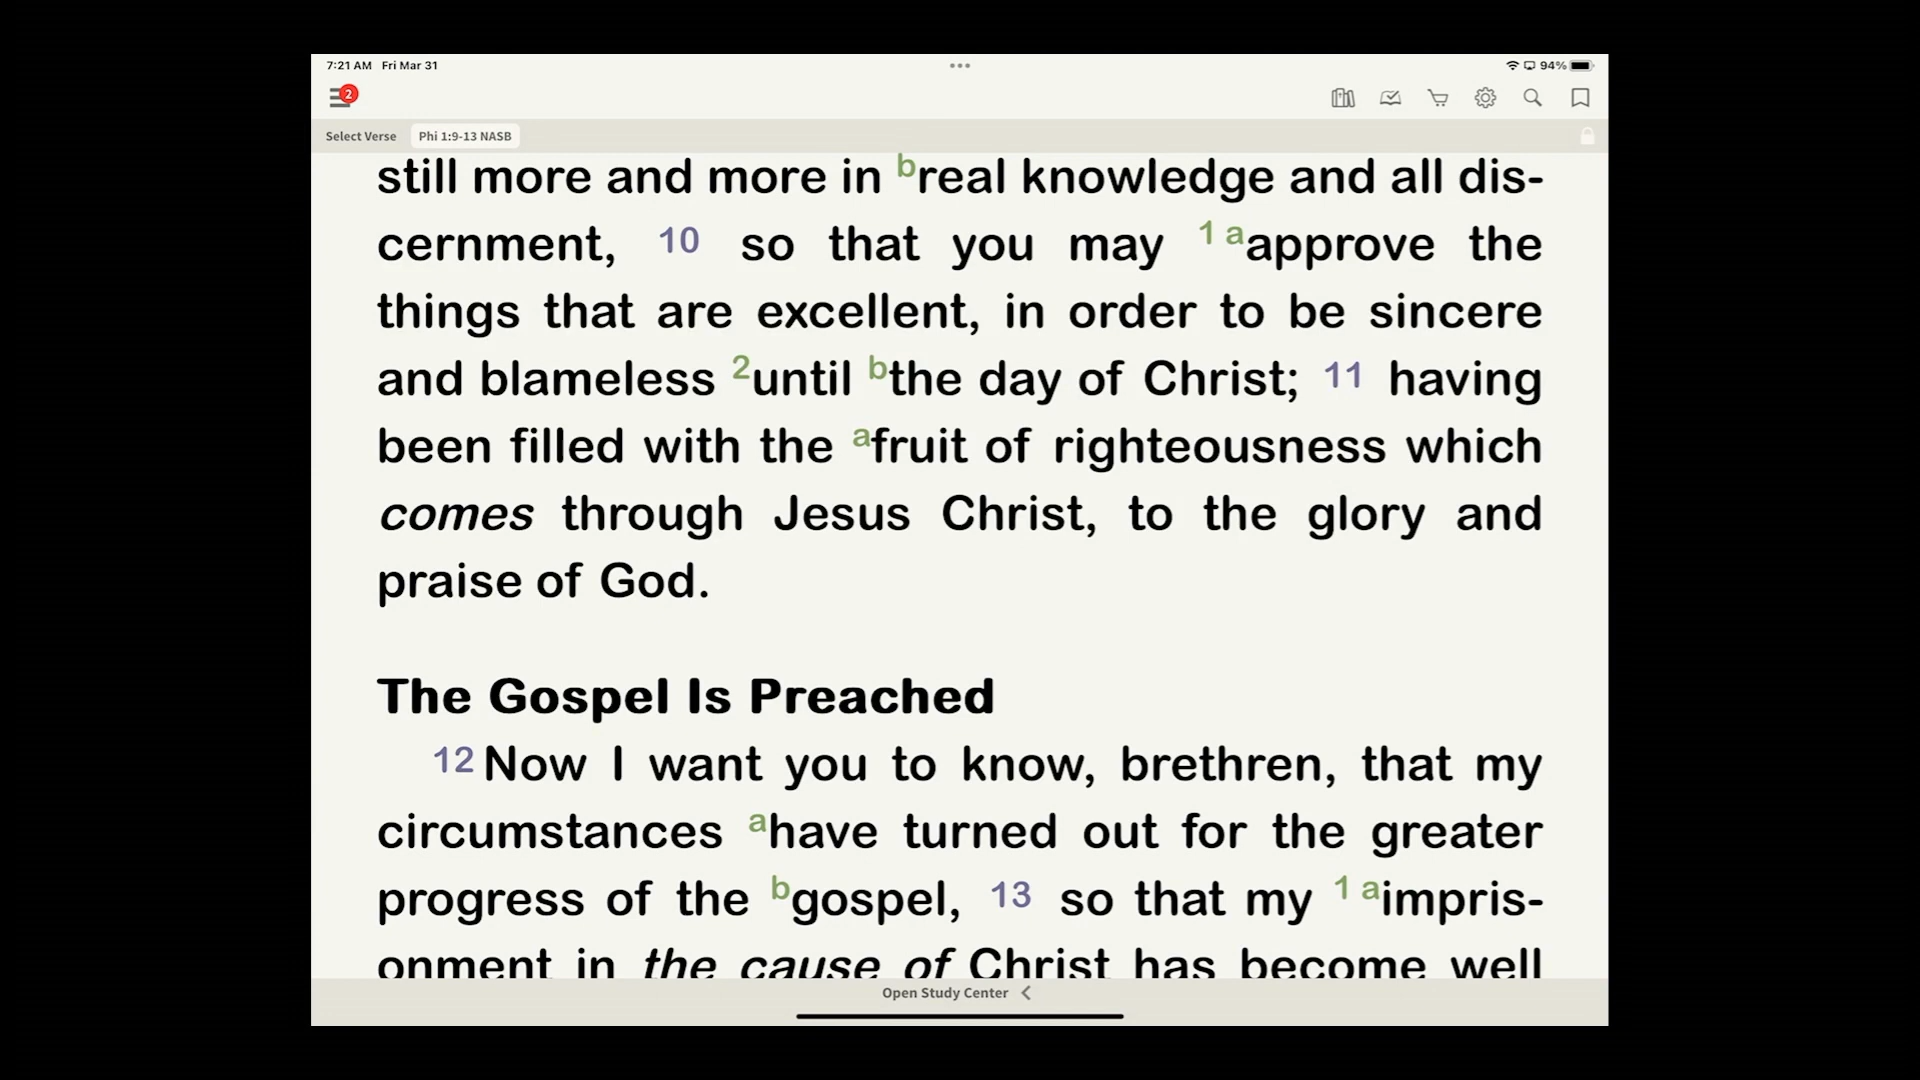 7:21 AM Fri Mar 31
94%
2
Select Verse Phi 1:9-13 NASB
still more and more in breal knowledge and all dis-
cernment, 10 so that you may 1 aapprove the
things that are excellent, in order to be sincere
and blameless 2until bthe day of Christ; 11 having
been filled with the afruit of righteousness which
comes through Jesus Christ, to the glory and
praise of God.
The Gospel Is Preached
12 Now I want you to know, brethren, that my
circumstances ahave turned out for the greater
progress of the bgospel, 13 so that my 1 aimpris-
onment in the cause of Christ has become well
Open Study Center